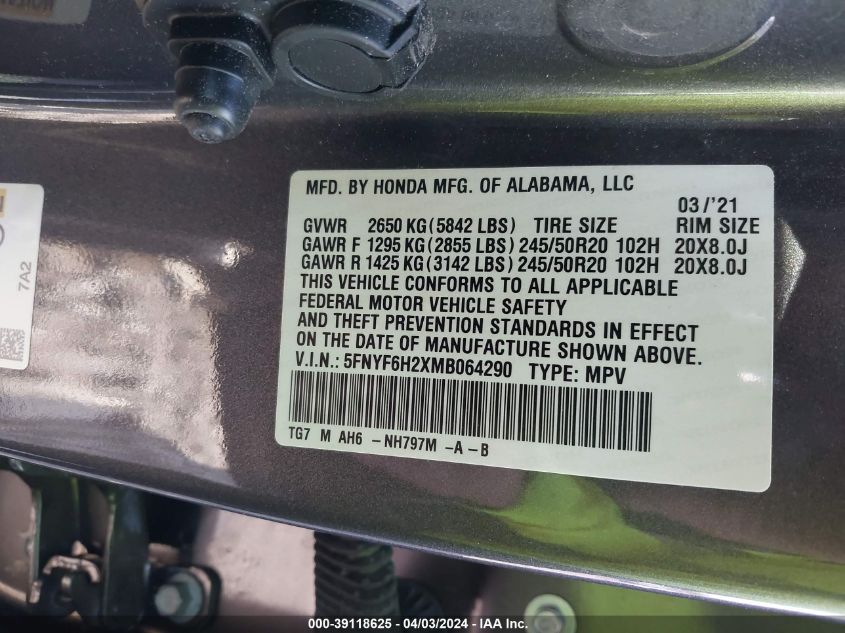 MFD. BY HONDA MFG. OF ALABAMA, LLC
03/'21
GVWR 2650 KG (5842 LBS) TIRE SIZE RIM SIZE
GAWR F 1295 KG (2855 LBS) 245/50R20 102H 20X8.0J
GAWR R 1425 KG (3142 LBS) 245/50R20 102H 20X8.0J
THIS VEHICLE CONFORMS TO ALL APPLICABLE
FEDERAL MOTOR VEHICLE SAFETY
AND THEFT PREVENTION STANDARDS IN EFFECT
ON THE DATE OF MANUFACTURE SHOWN ABOVE.
V.I.N.: 5FNYF6H2XMB064290 TYPE: MPV
TG7 M AH6 -NH797M -A -B
7A2
000-39118625 - 04/03/2024 - IAA Inc.